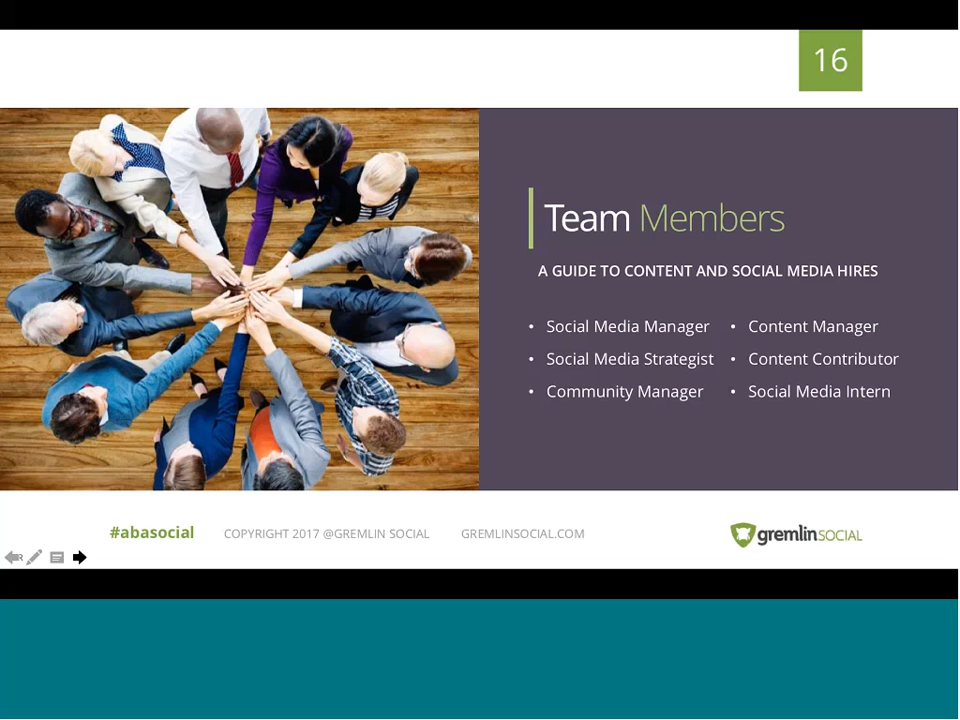 16
Team Members
A GUIDE TO CONTENT AND SOCIAL MEDIA HIRES
• Social Media Manager
• Social Media Strategist
• Community Manager
• Content Manager
• Content Contributor
• Social Media Intern
#abasocial COPYRIGHT 2017 @GREMLIN SOCIAL GREMLINSOCIAL.COM
gremlinSOCIAL